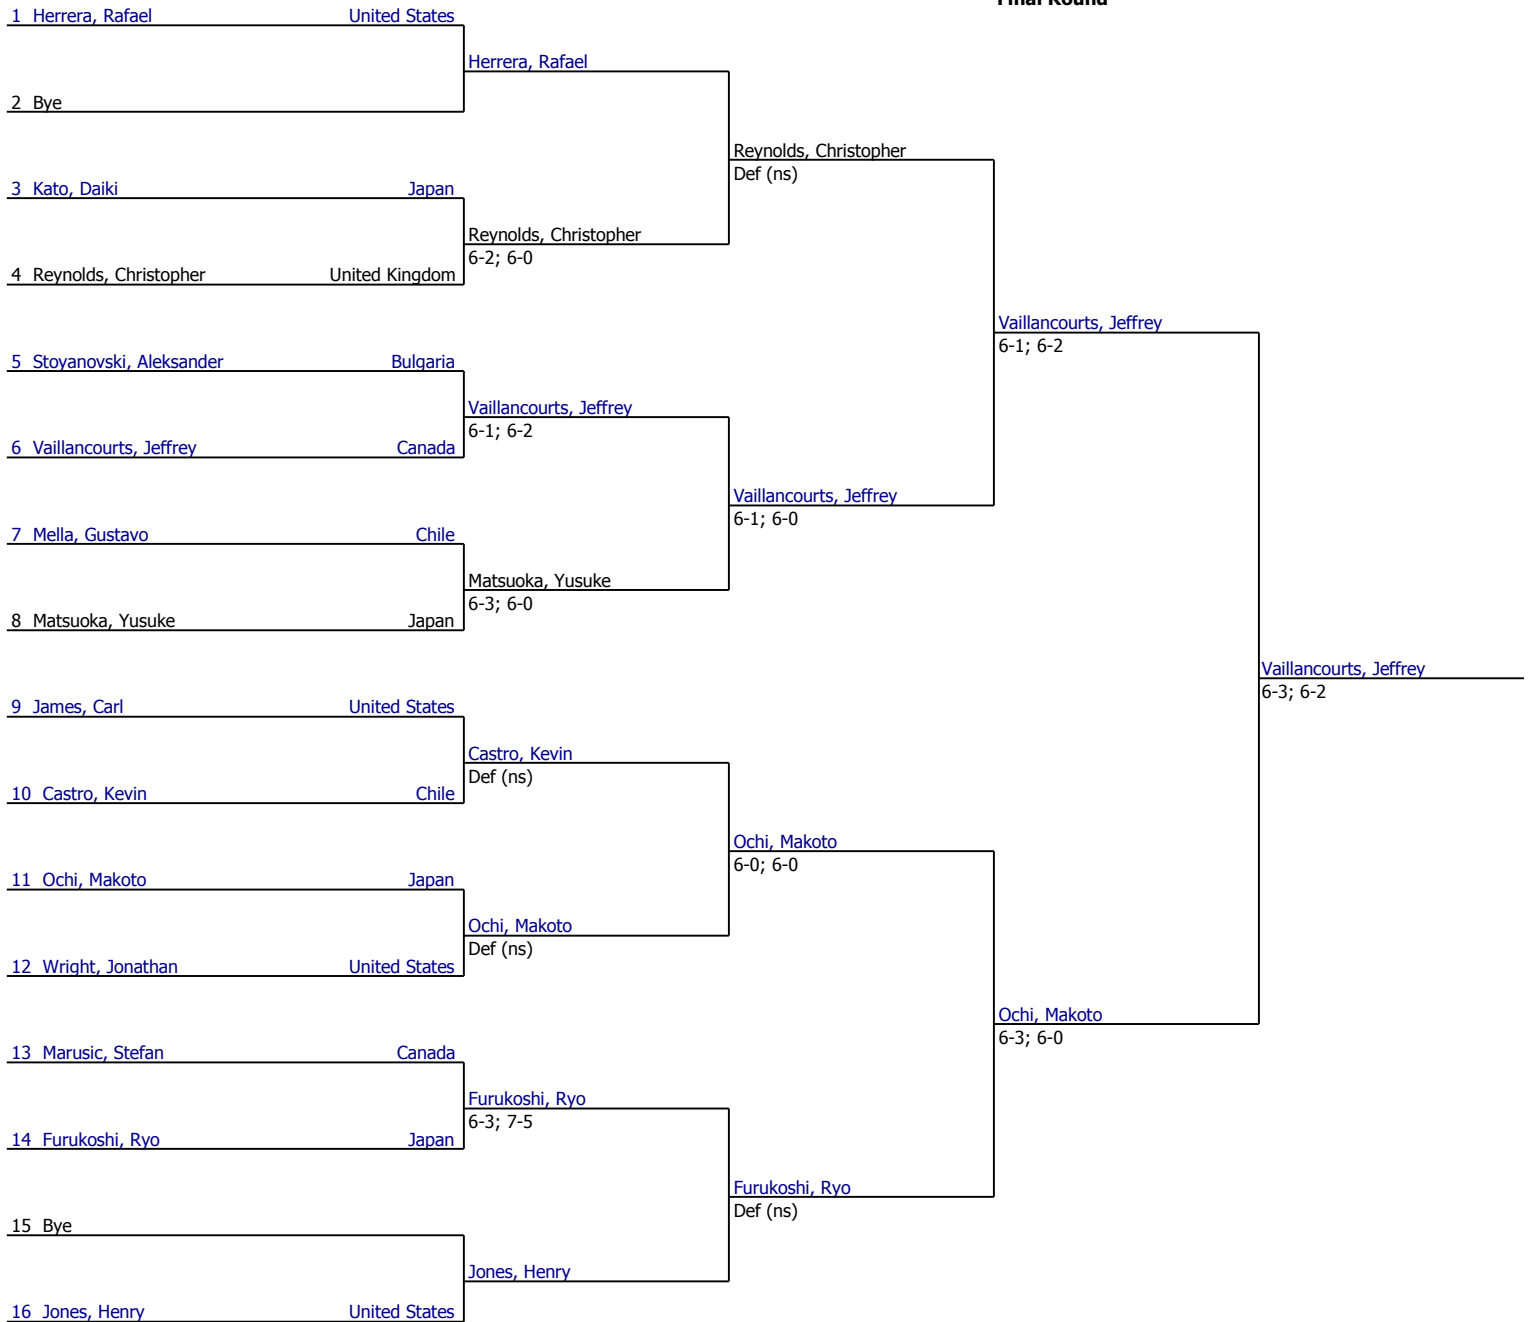 Final Round
1 Herrera, Rafael United States
Herrera, Rafael
2 Bye
Reynolds, Christopher
Def (ns)
3 Kato, Daiki Japan
Reynolds, Christopher
6-2; 6-0
4 Reynolds, Christopher United Kingdom
Vaillancourts, Jeffrey
6-1; 6-2
5 Stoyanovski, Aleksander Bulgaria
Vaillancourts, Jeffrey
6-1; 6-2
6 Vaillancourts, Jeffrey Canada
Vaillancourts, Jeffrey
6-1; 6-0
7 Mella, Gustavo Chile
Matsuoka, Yusuke
6-3; 6-0
8 Matsuoka, Yusuke Japan
Vaillancourts, Jeffrey
6-3; 6-2
9 James, Carl United States
Castro, Kevin
Def (ns)
10 Castro, Kevin Chile
Ochi, Makoto
6-0; 6-0
11 Ochi, Makoto Japan
Ochi, Makoto
Def (ns)
12 Wright, Jonathan United States
Ochi, Makoto
6-3; 6-0
13 Marusic, Stefan Canada
Furukoshi, Ryo
6-3; 7-5
14 Furukoshi, Ryo Japan
Furukoshi, Ryo
Def (ns)
15 Bye
Jones, Henry
16 Jones, Henry United States